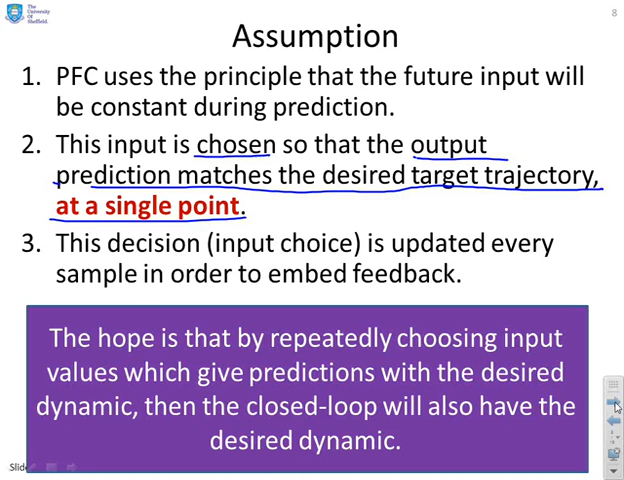 The
University
Of
Sheffield.
8
Assumption
1. PFC uses the principle that the future input will
be constant during prediction.
2. This input is chosen so that the output
prediction matches the desired target trajectory,
at a single point.
3. This decision (input choice) is updated every
sample in order to embed feedback.
The hope is that by repeatedly choosing input
values which give predictions with the desired
dynamic, then the closed-loop will also have the
desired dynamic.
Slide